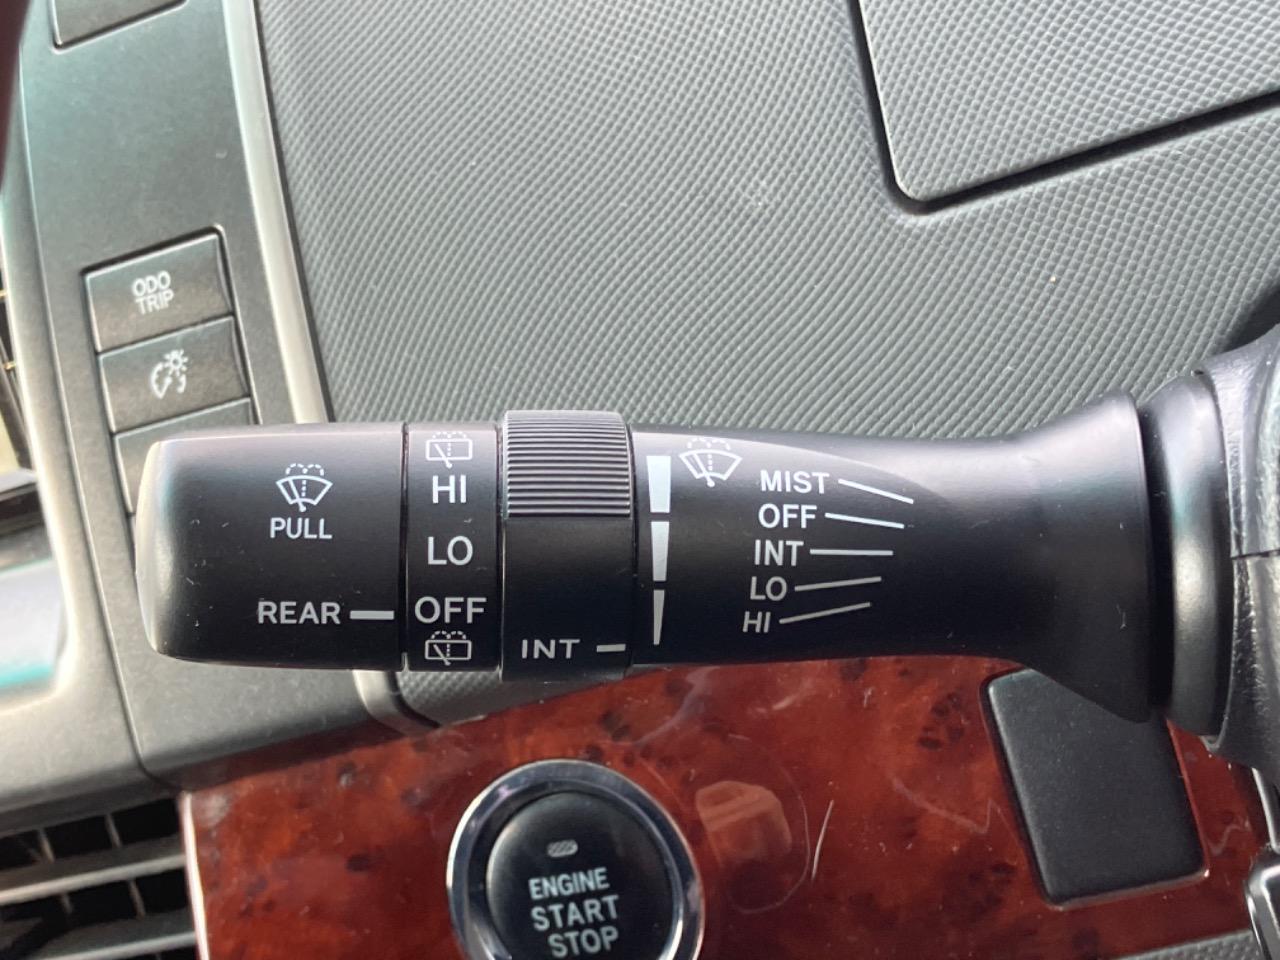 ODO
TRIP
PULL
REAR
HI
LO
OFF
INT
MIST
OFF
INT
LO
HI
ENGINE
START
STOP